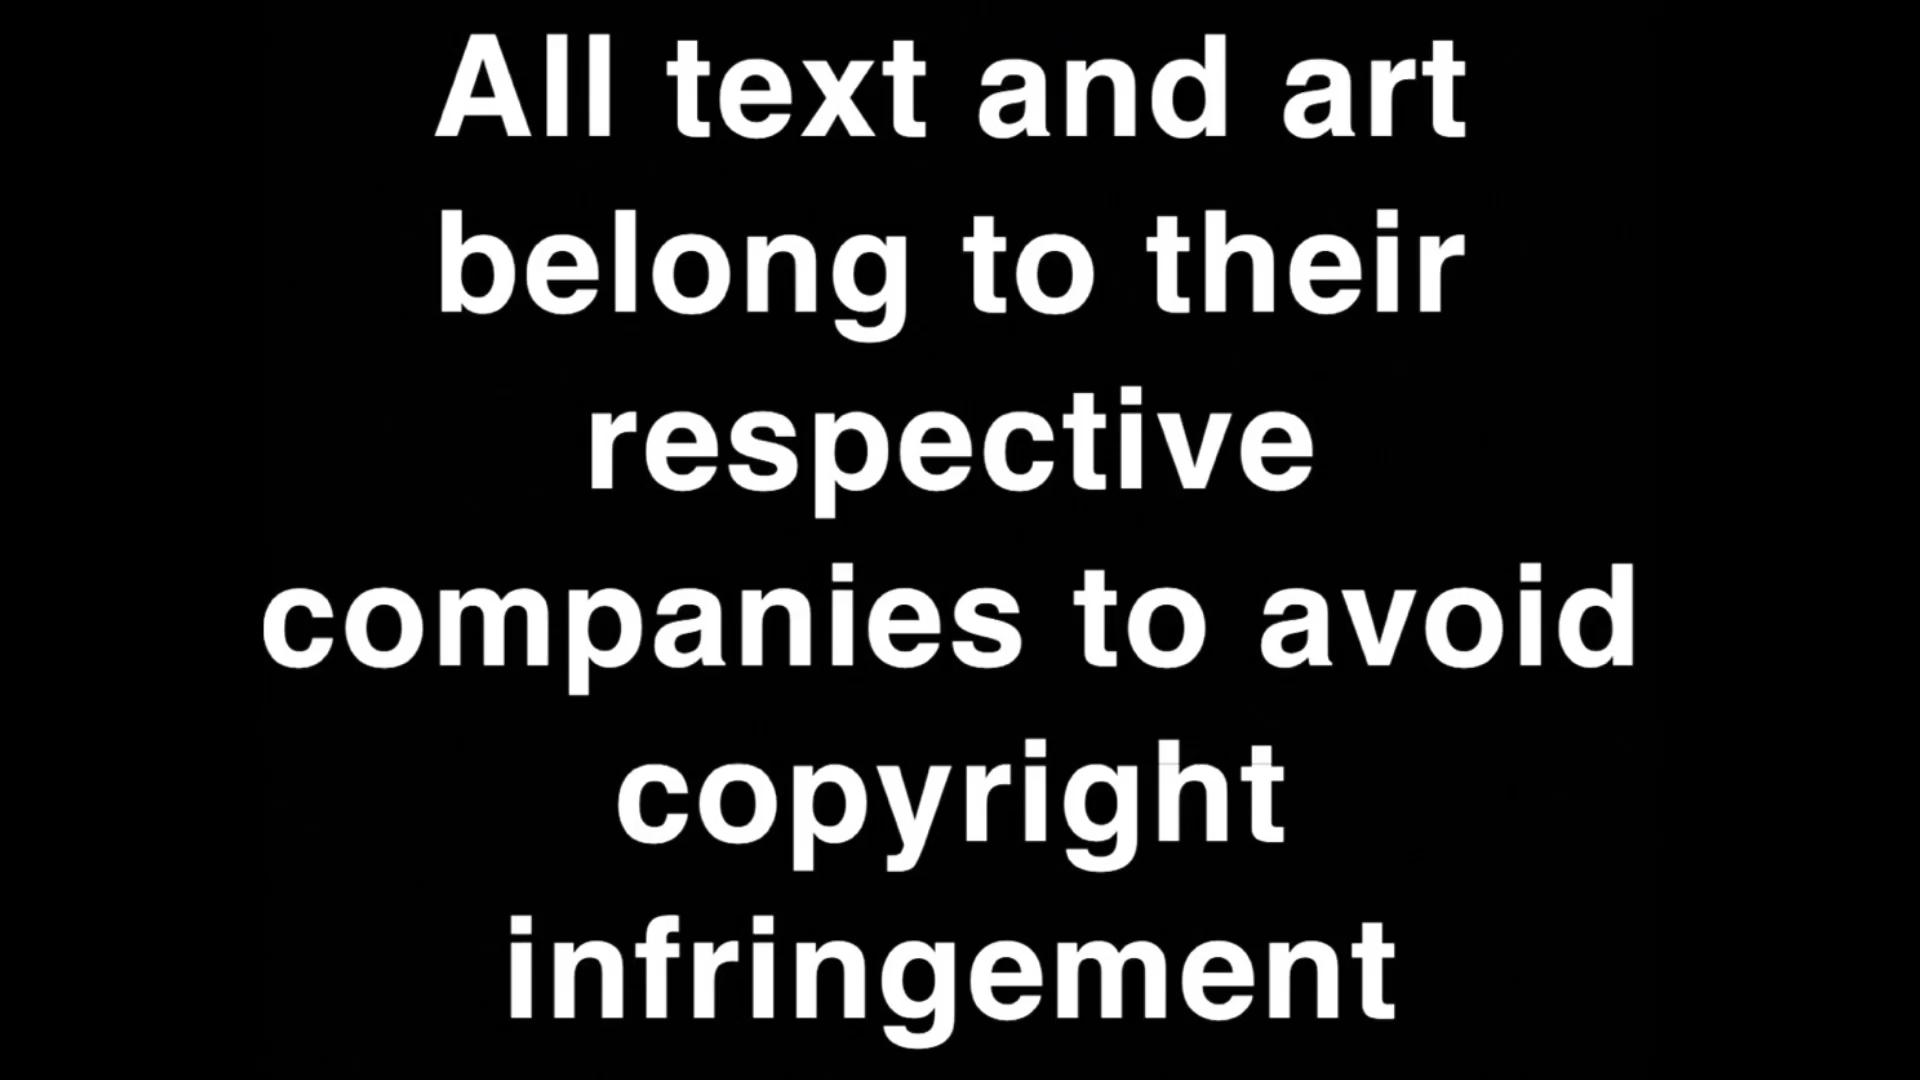 All text and art
belong to their
respective
companies to avoid
copyright
infringement